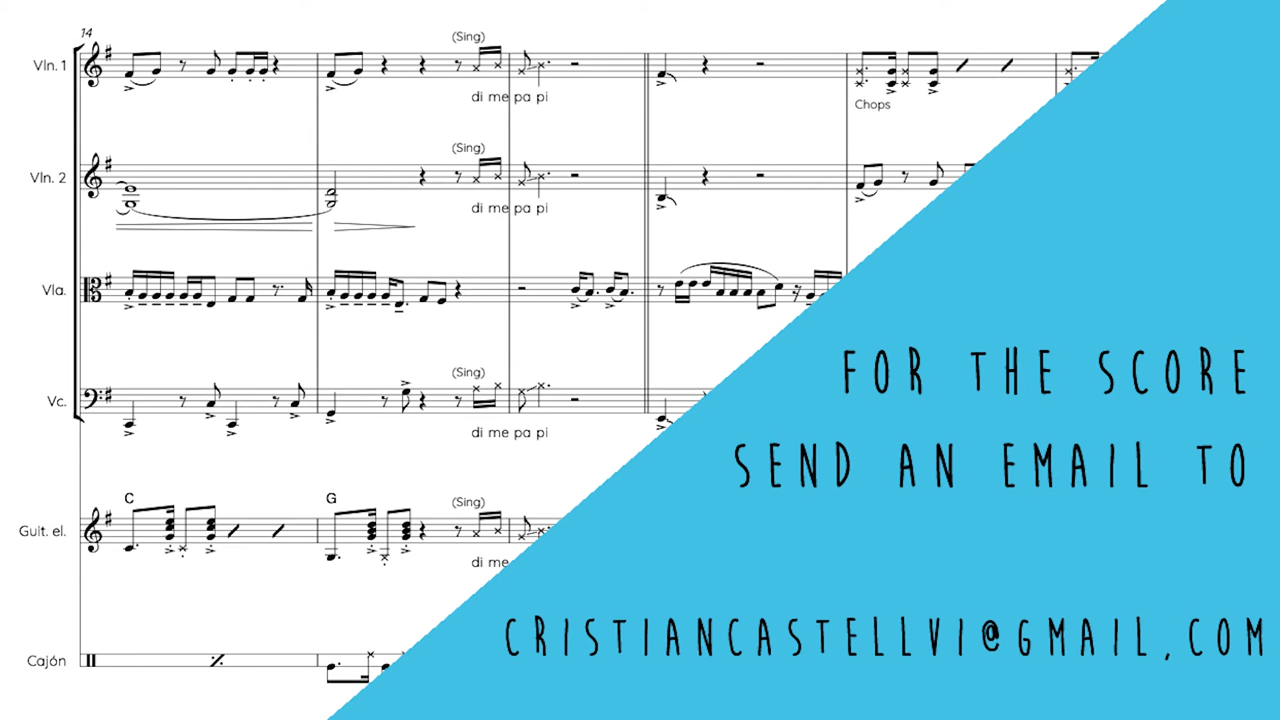 14
Vln. 1
(Sing)
di me pa pi
Chops
Vln. 2
(Sing)
di me pa pi
Vla.
Vc.
(Sing)
di me pa pi
C
G
(Sing)
Guit. el.
di me
Cajón
FOR THE SCORE
SEND AN EMAIL TO
CRISTIANCASTELLVI@GMAIL.COM